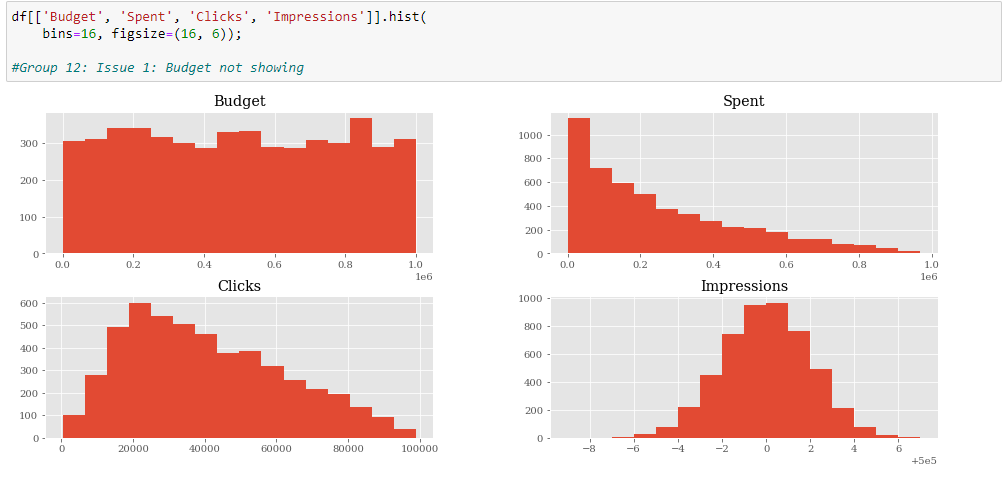 df[['Budget', 'Spent', 'Clicks', 'Impressions']].hist(
    bins=16, figsize=(16, 6));
#Group 12: Issue 1: Budget not showing
Budget
300
200
100
0
0.0 0.2 0.4 0.6 0.8 1.0
1e6
Spent
1000
800
600
400
200
0
0.0 0.2 0.4 0.6 0.8 1.0
1e6
Clicks
600
500
400
300
200
100
0
0 20000 40000 60000 80000 100000
Impressions
1000
800
600
400
200
0
−8 −6 −4 −2 0 2 4 6
+5e5